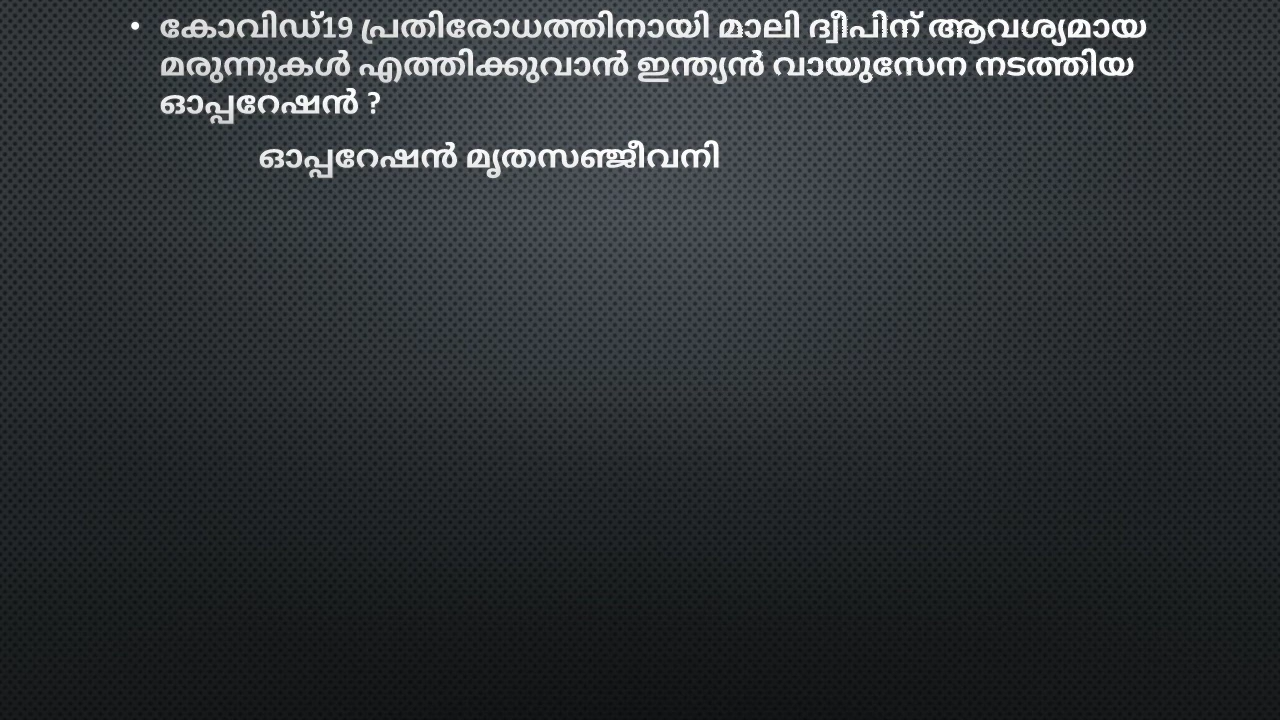 • കോവിഡ്19 പ്രതിരോധത്തിനായി മാലി ദ്വീപിന് ആവശ്യമായ
മരുന്നുകൾ എത്തിക്കുവാൻ ഇന്ത്യൻ വായുസേന നടത്തിയ
ഓപ്പറേഷൻ ?
ഓപ്പറേഷൻ മൃതസഞ്ജീവനി